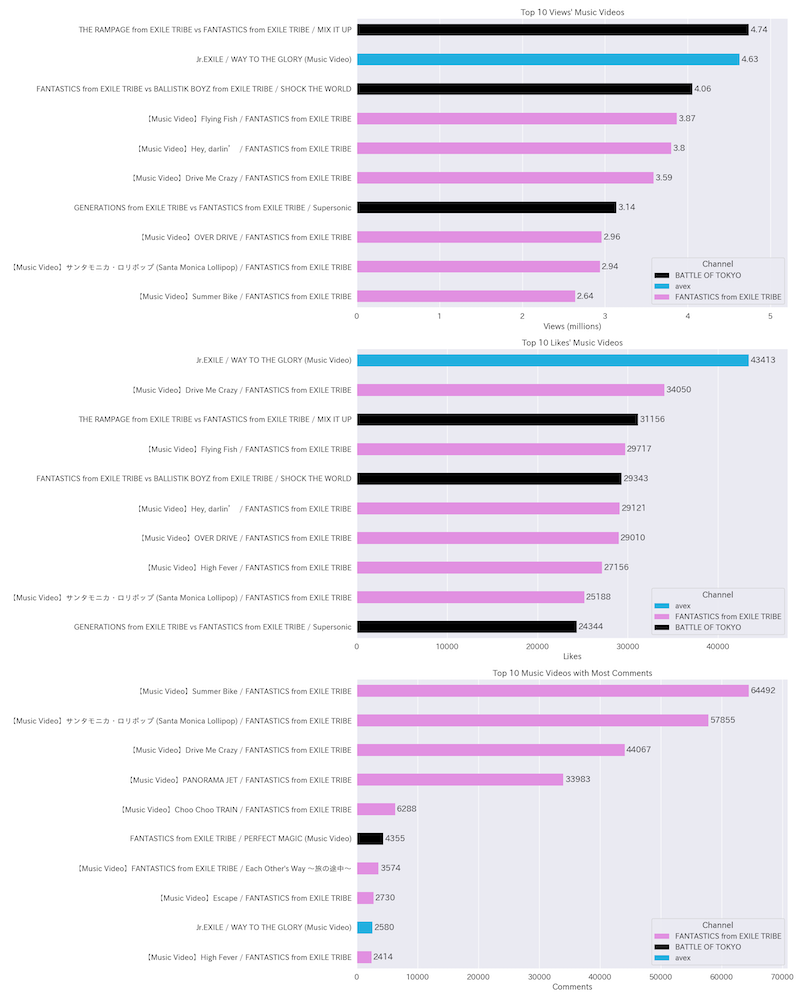 Top 10 Views' Music Videos
THE RAMPAGE from EXILE TRIBE vs FANTASTICS from EXILE TRIBE / MIX IT UP
4.74
Jr.EXILE / WAY TO THE GLORY (Music Video)
4.63
FANTASTICS from EXILE TRIBE vs BALLISTIK BOYZ from EXILE TRIBE / SHOCK THE WORLD
4.06
【Music Video】Flying Fish / FANTASTICS from EXILE TRIBE
3.87
【Music Video】Hey, darlin’ / FANTASTICS from EXILE TRIBE
3.8
【Music Video】Drive Me Crazy / FANTASTICS from EXILE TRIBE
3.59
GENERATIONS from EXILE TRIBE vs FANTASTICS from EXILE TRIBE / Supersonic
3.14
【Music Video】OVER DRIVE / FANTASTICS from EXILE TRIBE
2.96
【Music Video】サンタモニカ・ロリポップ (Santa Monica Lollipop) / FANTASTICS from EXILE TRIBE
2.94
【Music Video】Summer Bike / FANTASTICS from EXILE TRIBE
2.64
Channel
BATTLE OF TOKYO
avex
FANTASTICS from EXILE TRIBE
0 1 2 3 4 5
Views (millions)
Top 10 Likes' Music Videos
Jr.EXILE / WAY TO THE GLORY (Music Video)
43413
【Music Video】Drive Me Crazy / FANTASTICS from EXILE TRIBE
34050
THE RAMPAGE from EXILE TRIBE vs FANTASTICS from EXILE TRIBE / MIX IT UP
31156
【Music Video】Flying Fish / FANTASTICS from EXILE TRIBE
29717
FANTASTICS from EXILE TRIBE vs BALLISTIK BOYZ from EXILE TRIBE / SHOCK THE WORLD
29343
【Music Video】Hey, darlin’ / FANTASTICS from EXILE TRIBE
29121
【Music Video】OVER DRIVE / FANTASTICS from EXILE TRIBE
29010
【Music Video】High Fever / FANTASTICS from EXILE TRIBE
27156
【Music Video】サンタモニカ・ロリポップ (Santa Monica Lollipop) / FANTASTICS from EXILE TRIBE
25188
GENERATIONS from EXILE TRIBE vs FANTASTICS from EXILE TRIBE / Supersonic
24344
Channel
avex
FANTASTICS from EXILE TRIBE
BATTLE OF TOKYO
0 10000 20000 30000 40000
Likes
Top 10 Music Videos with Most Comments
【Music Video】Summer Bike / FANTASTICS from EXILE TRIBE
64492
【Music Video】サンタモニカ・ロリポップ (Santa Monica Lollipop) / FANTASTICS from EXILE TRIBE
57855
【Music Video】Drive Me Crazy / FANTASTICS from EXILE TRIBE
44067
【Music Video】PANORAMA JET / FANTASTICS from EXILE TRIBE
33983
【Music Video】Choo Choo TRAIN / FANTASTICS from EXILE TRIBE
6288
FANTASTICS from EXILE TRIBE / PERFECT MAGIC (Music Video)
4355
【Music Video】FANTASTICS from EXILE TRIBE / Each Other's Way ～旅の途中～
3574
【Music Video】Escape / FANTASTICS from EXILE TRIBE
2730
Jr.EXILE / WAY TO THE GLORY (Music Video)
2580
【Music Video】High Fever / FANTASTICS from EXILE TRIBE
2414
Channel
FANTASTICS from EXILE TRIBE
BATTLE OF TOKYO
avex
0 10000 20000 30000 40000 50000 60000 70000
Comments